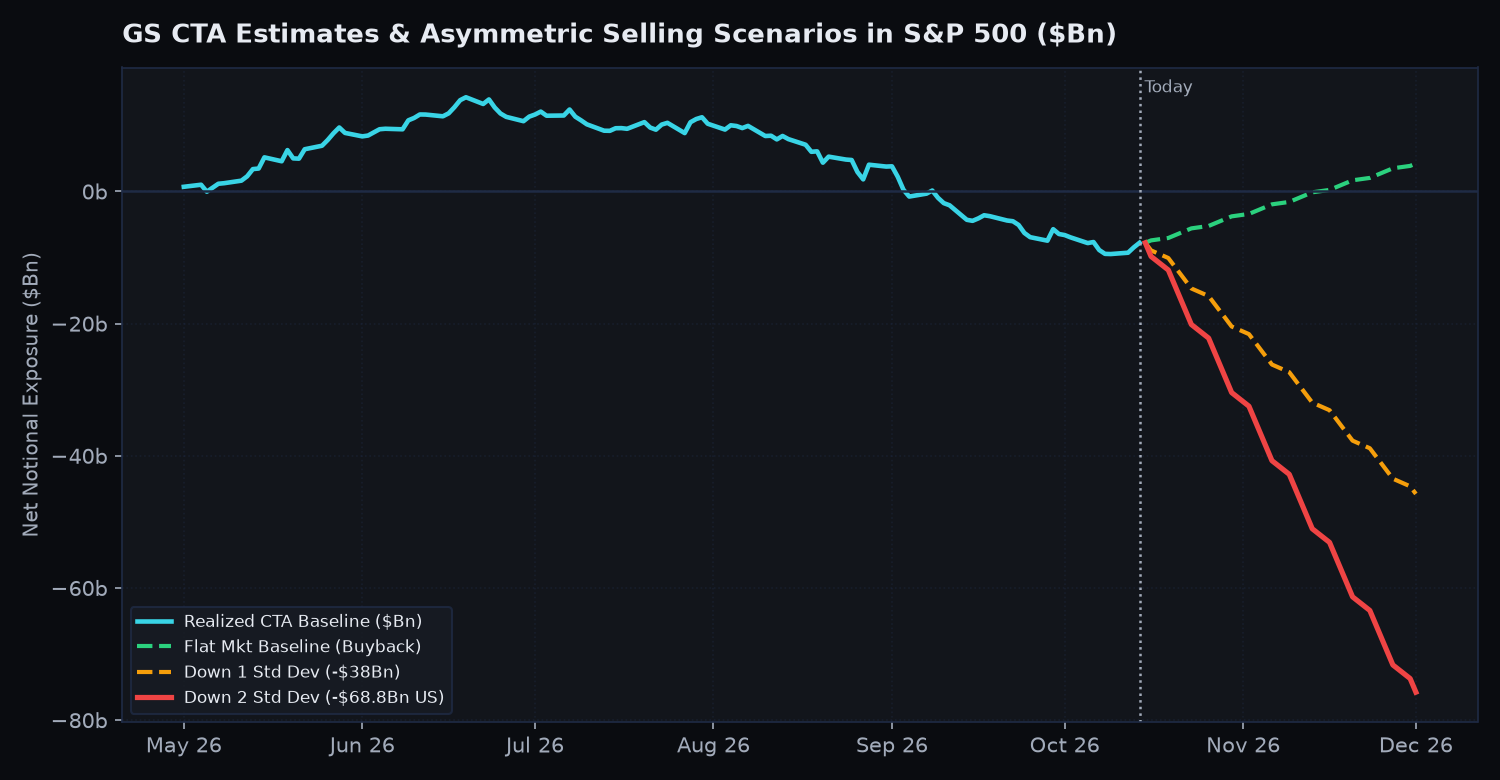 GS CTA Estimates & Asymmetric Selling Scenarios in S&P 500 ($Bn)
Today
Net Notional Exposure ($Bn)
0b
−20b
−40b
−60b
−80b
Realized CTA Baseline ($Bn)
Flat Mkt Baseline (Buyback)
Down 1 Std Dev (-$38Bn)
Down 2 Std Dev (-$68.8Bn US)
May 26
Jun 26
Jul 26
Aug 26
Sep 26
Oct 26
Nov 26
Dec 26